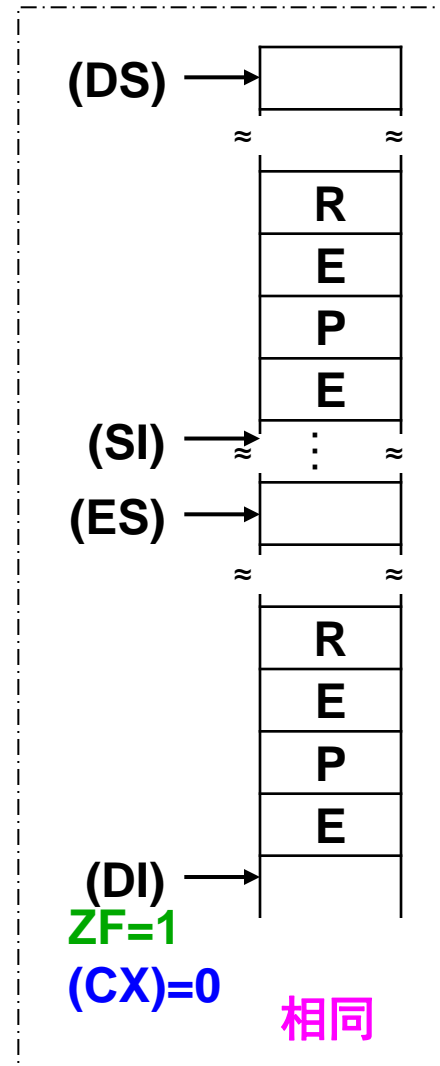 (DS)
≈ ≈
R
E
P
E
(SI) ≈ ⋮ ≈
(ES)
≈ ≈
R
E
P
E
(DI)
ZF=1
(CX)=0
相同